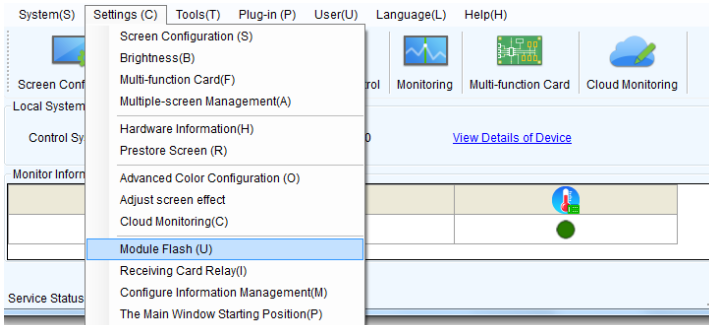 System(S) Settings (C) Tools(T) Plug-in (P) User(U) Language(L) Help(H)
Screen Configuration (S)
Brightness(B)
Multi-function Card(F)
Multiple-screen Management(A)
Hardware Information(H)
Prestore Screen (R)
Advanced Color Configuration (O)
Adjust screen effect
Cloud Monitoring(C)
Module Flash (U)
Receiving Card Relay(I)
Configure Information Management(M)
The Main Window Starting Position(P)
Screen Conf rol Monitoring Multi-function Card Cloud Monitoring
Local System
Control Sy 0 View Details of Device
Monitor Inform
Service Status